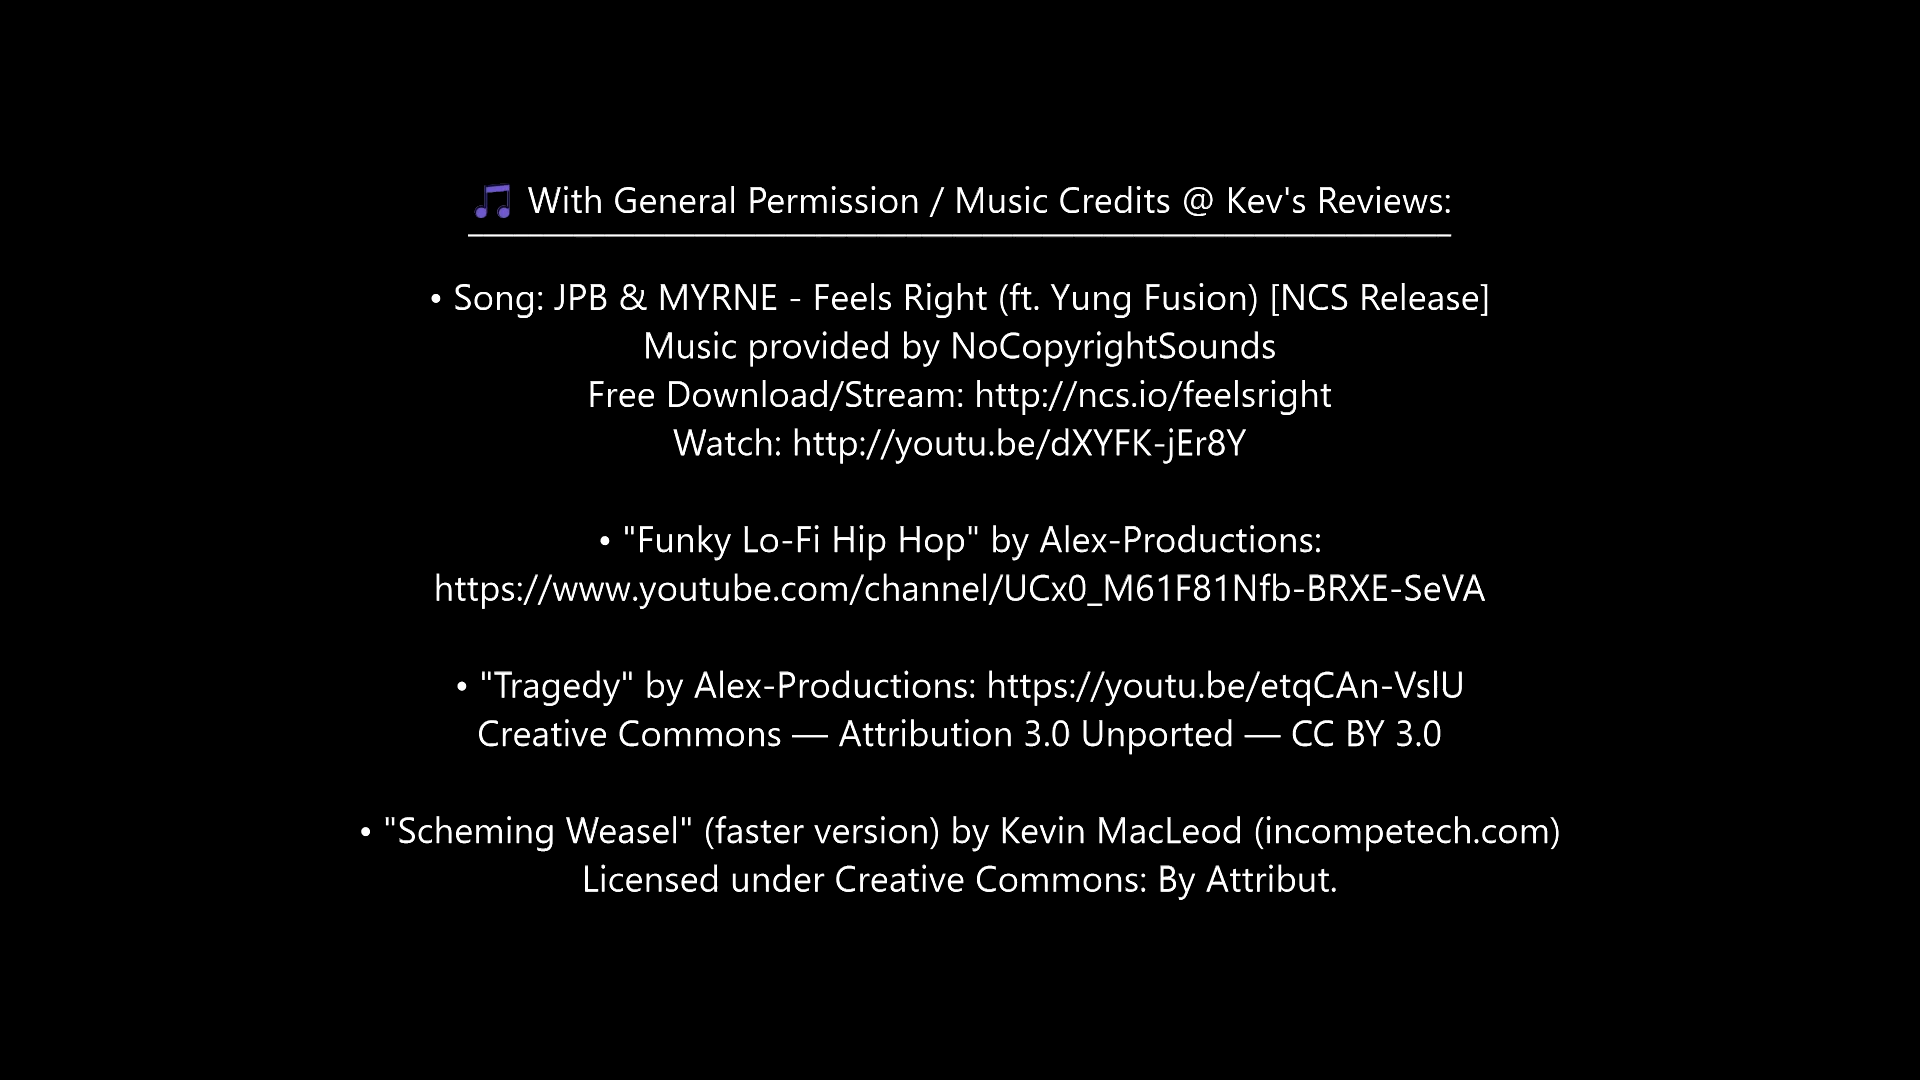 🎵 With General Permission / Music Credits @ Kev's Reviews:
• Song: JPB & MYRNE - Feels Right (ft. Yung Fusion) [NCS Release]
Music provided by NoCopyrightSounds
Free Download/Stream: http://ncs.io/feelsright
Watch: http://youtu.be/dXYFK-jEr8Y
• "Funky Lo-Fi Hip Hop" by Alex-Productions:
https://www.youtube.com/channel/UCx0_M61F81Nfb-BRXE-SeVA
• "Tragedy" by Alex-Productions: https://youtu.be/etqCAn-VslU
Creative Commons — Attribution 3.0 Unported — CC BY 3.0
• "Scheming Weasel" (faster version) by Kevin MacLeod (incompetech.com)
Licensed under Creative Commons: By Attribut.